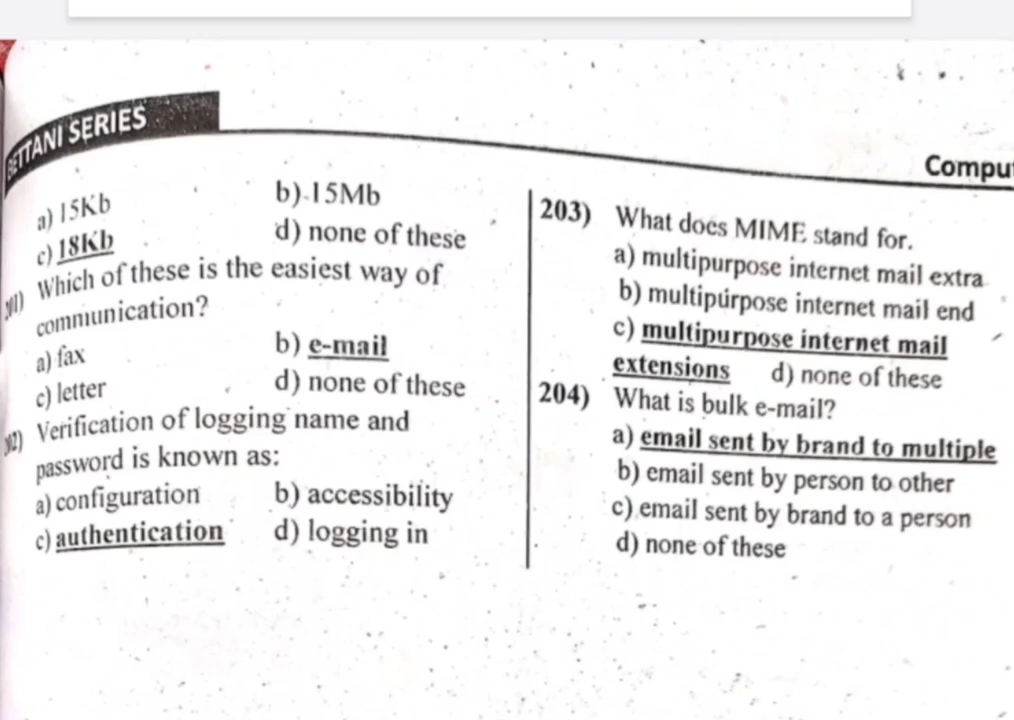 BETTANI SERIES
Comput
a) 15Kb b) 15Mb
c) 18Kb d) none of these
201) Which of these is the easiest way of
communication?
a) fax b) e-mail
c) letter d) none of these
202) Verification of logging name and
password is known as:
a) configuration b) accessibility
c) authentication d) logging in
203) What does MIME stand for.
a) multipurpose internet mail extra
b) multipurpose internet mail end
c) multipurpose internet mail
extensions d) none of these
204) What is bulk e-mail?
a) email sent by brand to multiple
b) email sent by person to other
c) email sent by brand to a person
d) none of these